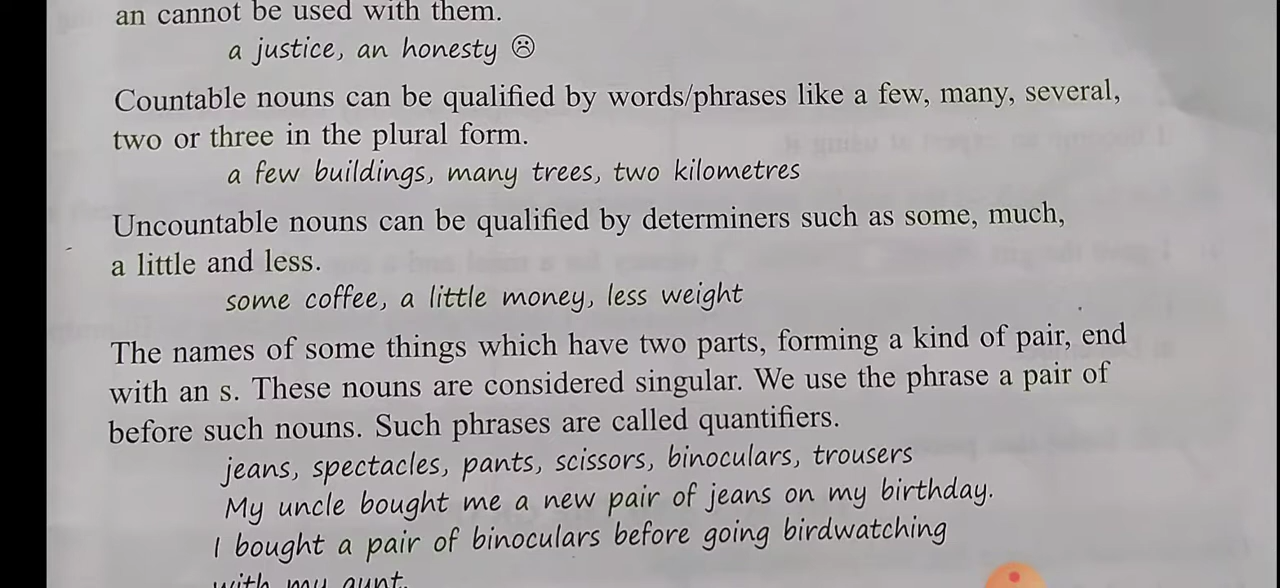 an cannot be used with them.
a justice, an honesty ☹
Countable nouns can be qualified by words/phrases like a few, many, several,
two or three in the plural form.
a few buildings, many trees, two kilometres
Uncountable nouns can be qualified by determiners such as some, much,
a little and less.
some coffee, a little money, less weight
The names of some things which have two parts, forming a kind of pair, end
with an s. These nouns are considered singular. We use the phrase a pair of
before such nouns. Such phrases are called quantifiers.
jeans, spectacles, pants, scissors, binoculars, trousers
My uncle bought me a new pair of jeans on my birthday.
I bought a pair of binoculars before going birdwatching
with my aunt.